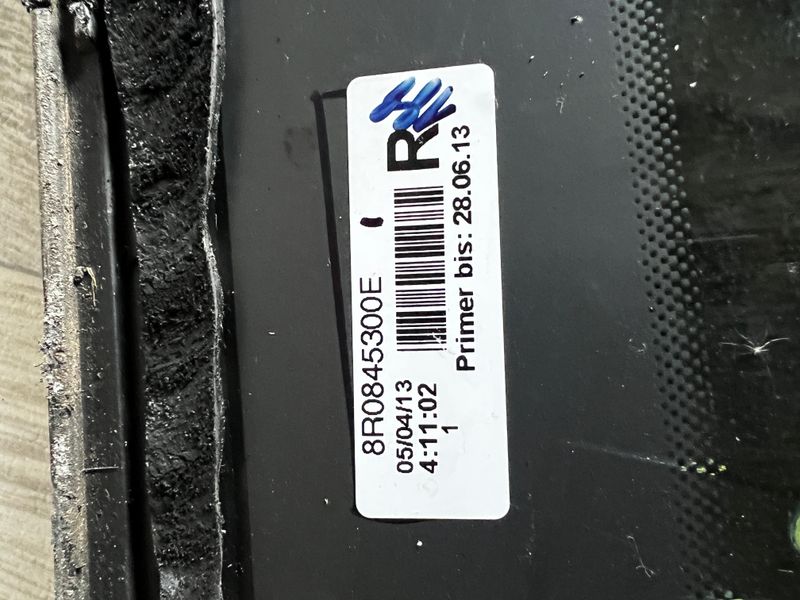 R
8R0845300E
05/04/13
4:11:02
1
Primer bis: 28.06.13